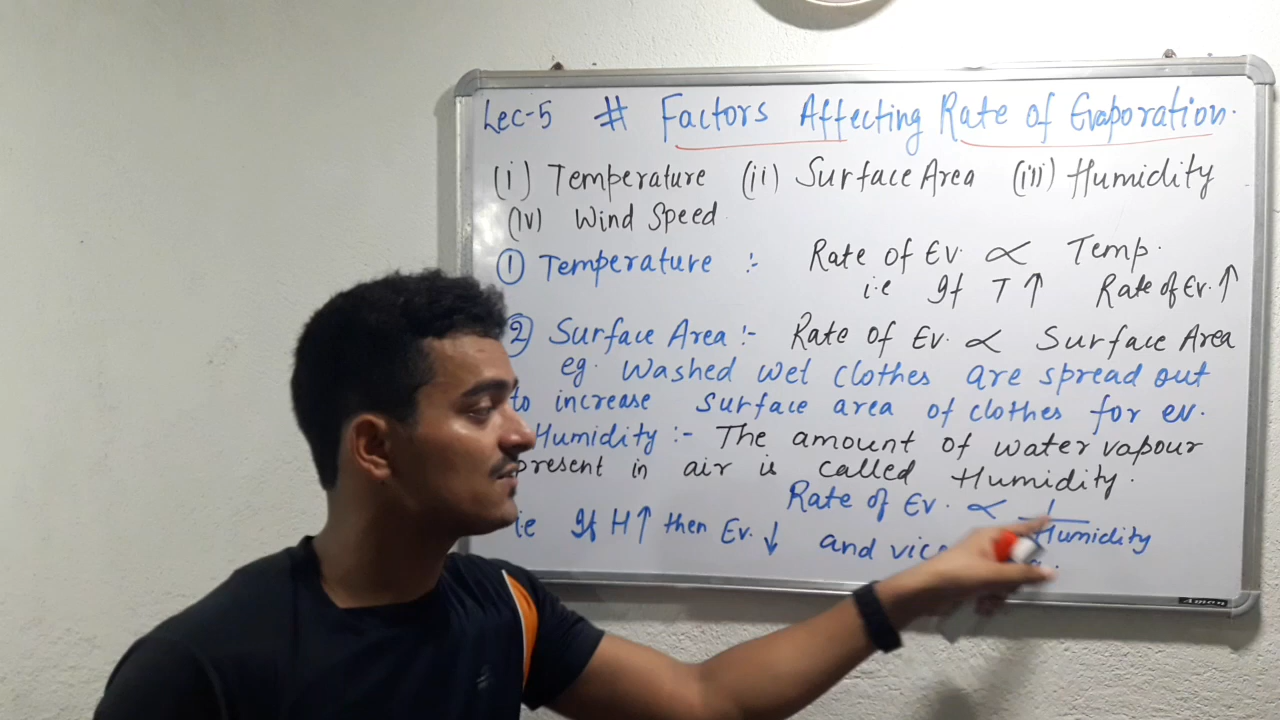 Lec-5 # Factors Affecting Rate of Evaporation.
(i) Temperature (ii) Surface Area (iii) Humidity
(iv) Wind Speed
① Temperature :- Rate of Ev. ∝ Temp.
i.e If T ↑ Rate of Ev. ↑
② Surface Area :- Rate of Ev. ∝ Surface Area
eg. Washed wet clothes are spread out
to increase surface area of clothes for ev.
Humidity :- The amount of water vapour
present in air is called Humidity.
Rate of Ev. ∝ 1/Humidity
i.e If H ↑ then Ev. ↓ and vice